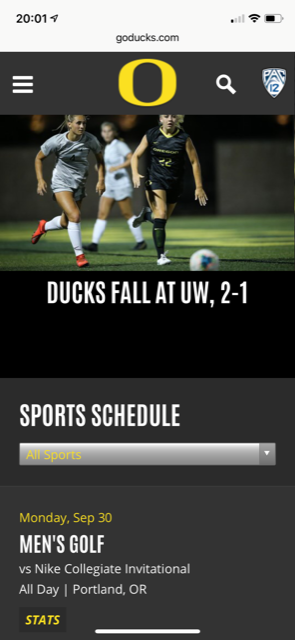 20:01
goducks.com
O
PAC
12
DUCKS FALL AT UW, 2-1
SPORTS SCHEDULE
All Sports
Monday, Sep 30
MEN'S GOLF
vs Nike Collegiate Invitational
All Day | Portland, OR
STATS